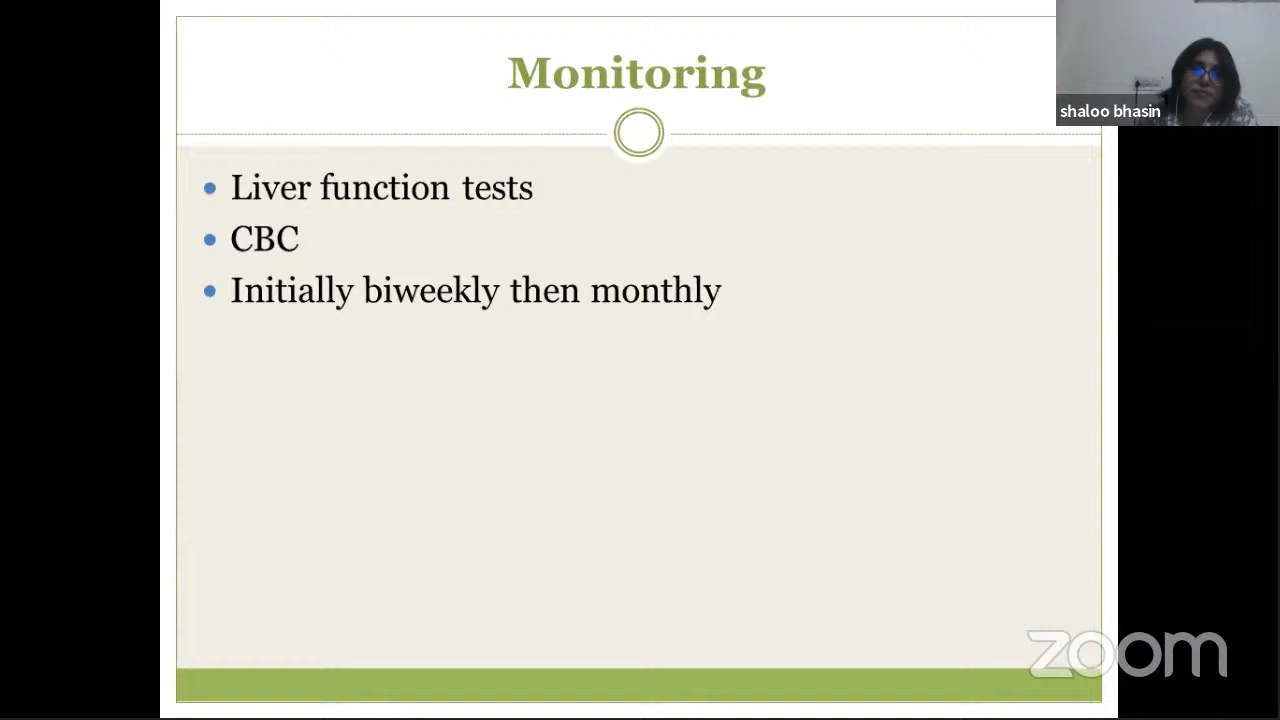 Monitoring
shaloo bhasin
Liver function tests
CBC
Initially biweekly then monthly
zoom